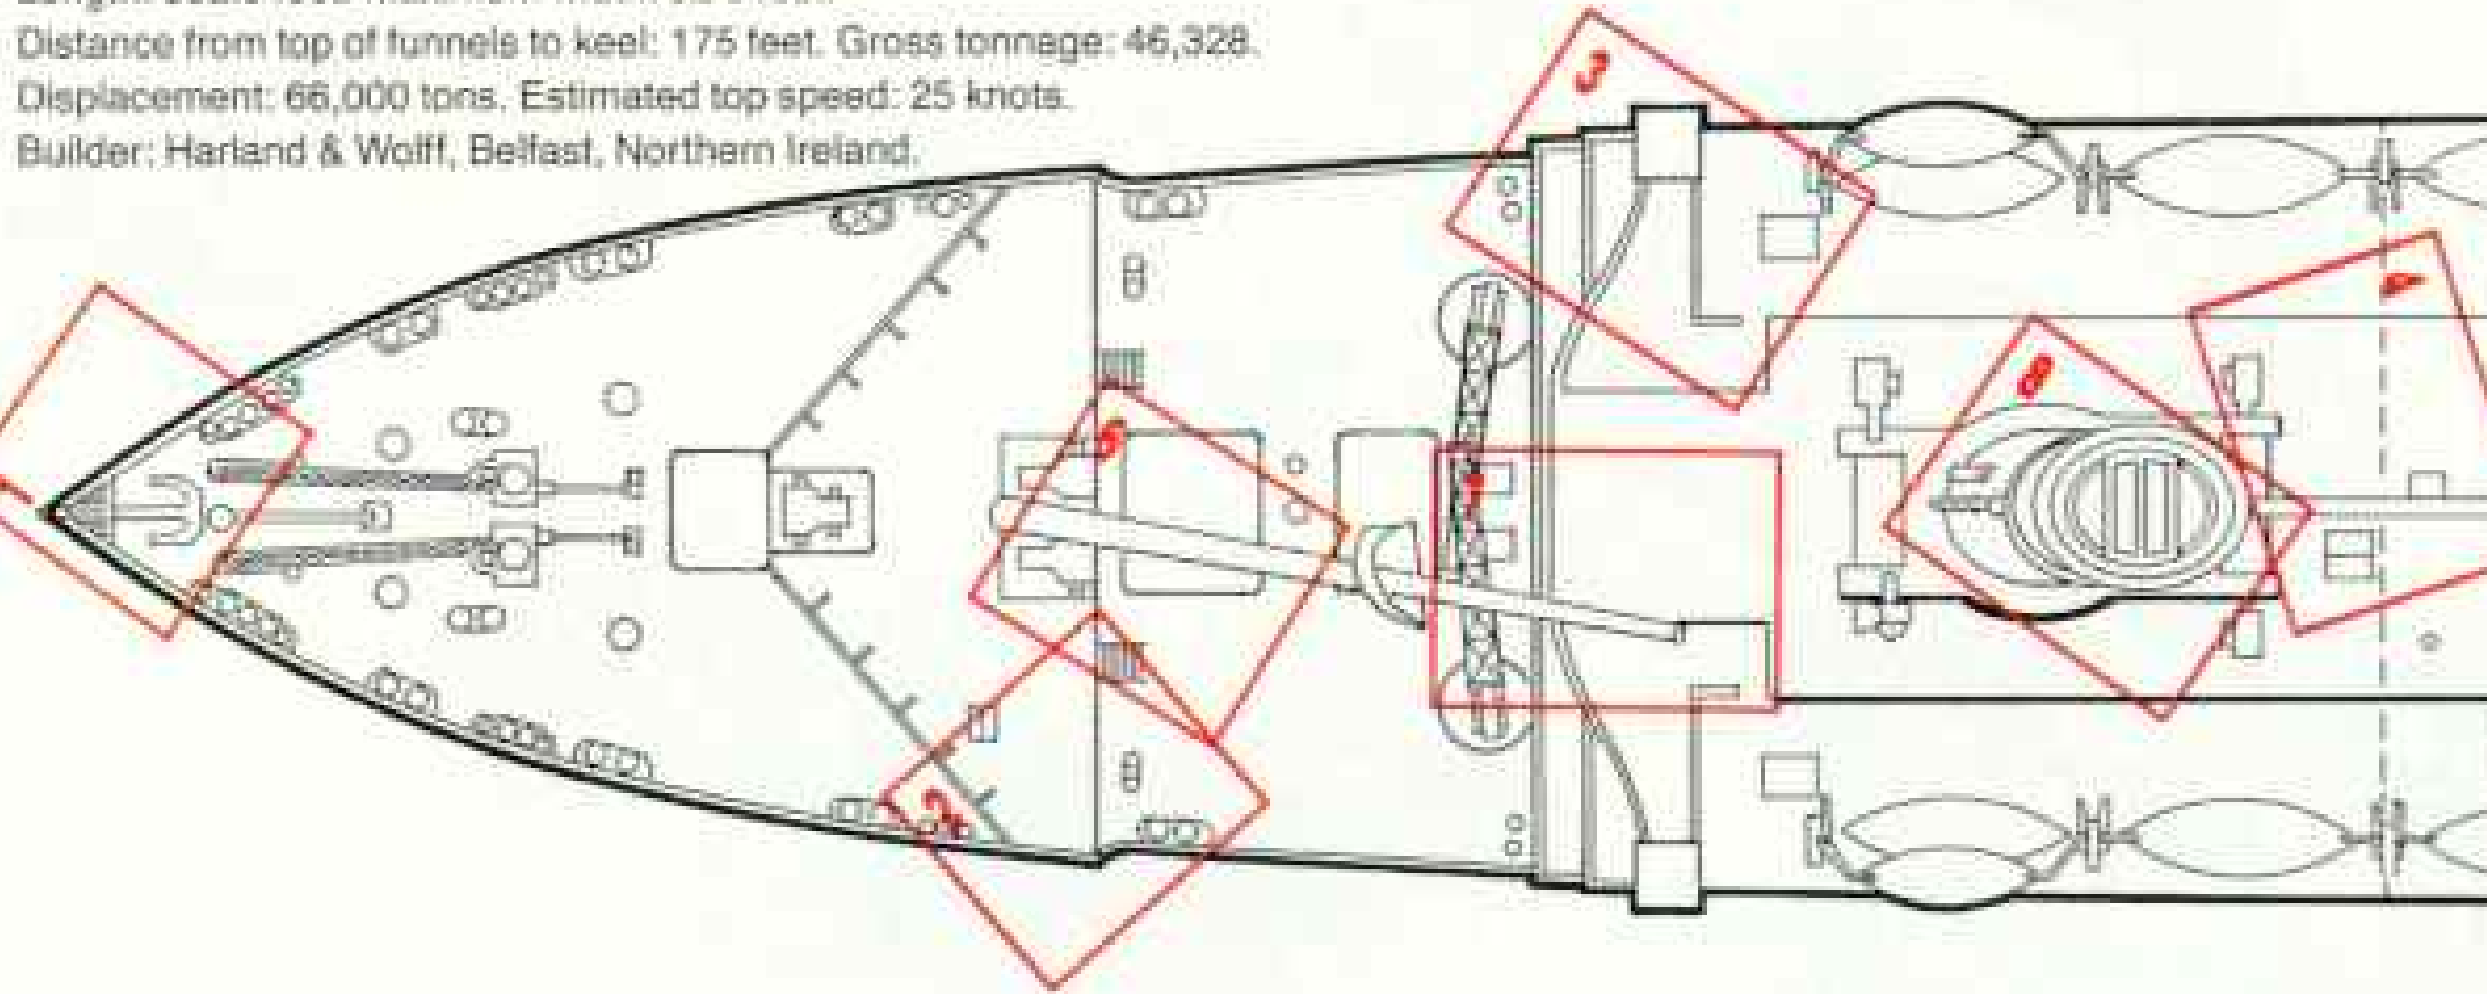 Distance from top of funnels to keel: 175 feet. Gross tonnage: 46,328.
Displacement: 66,000 tons. Estimated top speed: 25 knots.
Builder: Harland & Wolff, Belfast, Northern Ireland.
3
4
8
5
2